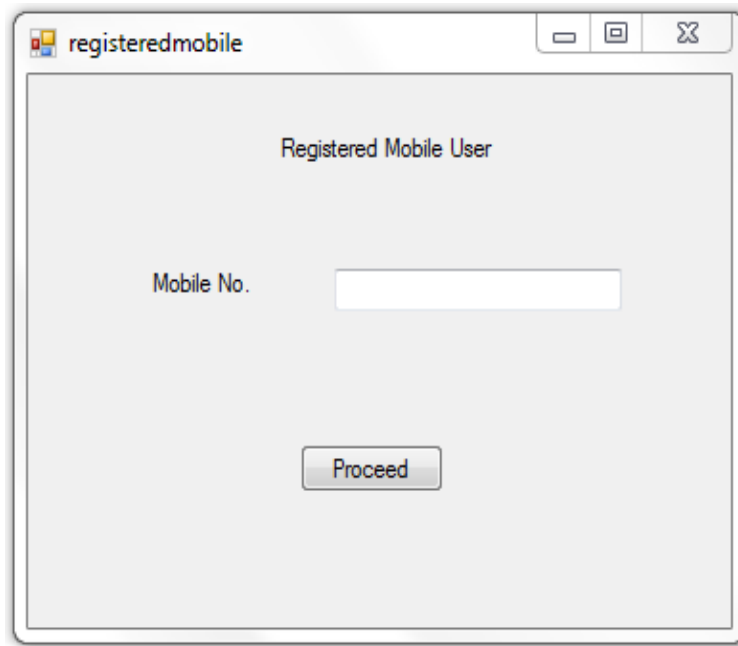 registeredmobile
Registered Mobile User
Mobile No.
Proceed